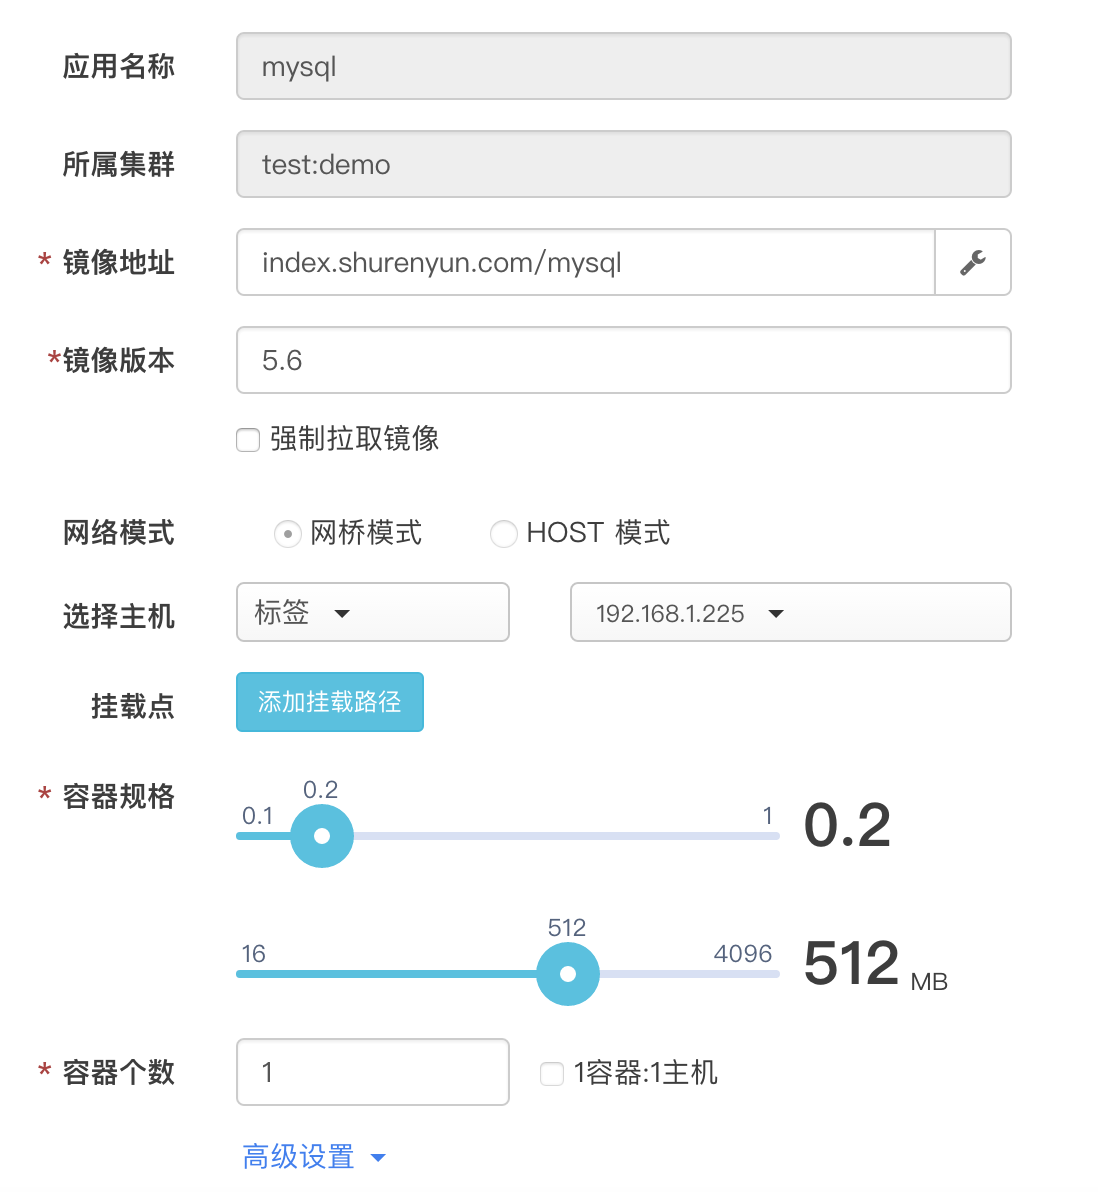 应用名称 mysql
所属集群 test:demo
* 镜像地址 index.shurenyun.com/mysql
*镜像版本 5.6
强制拉取镜像
网络模式 网桥模式 HOST 模式
选择主机 标签 192.168.1.225
挂载点 添加挂载路径
* 容器规格
0.2
0.1 1 0.2
512
16 4096 512 MB
* 容器个数 1 1容器:1主机
高级设置